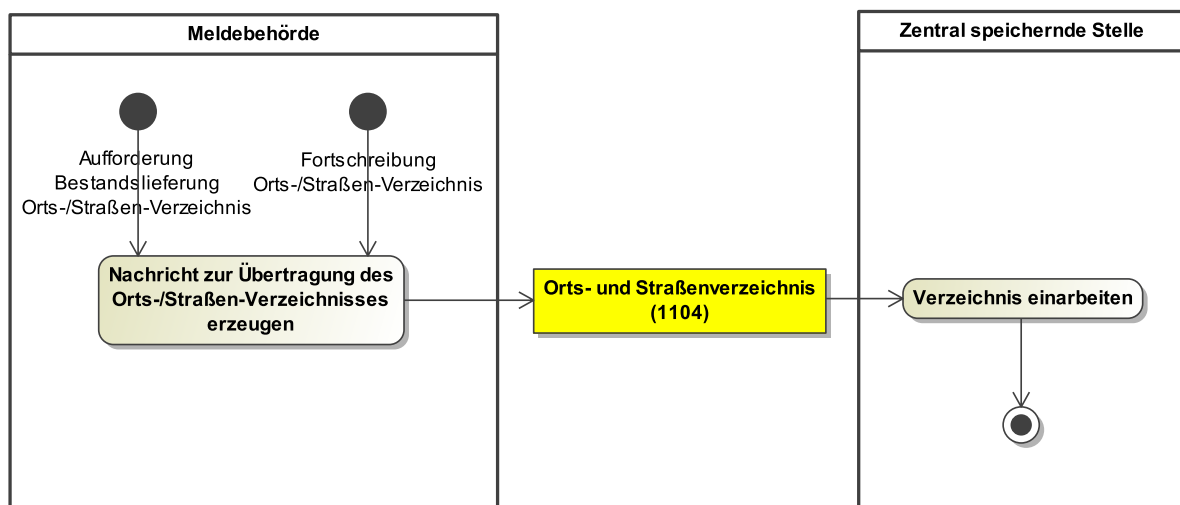 Meldebehörde
Zentral speichernde Stelle
Aufforderung
Bestandslieferung
Orts-/Straßen-Verzeichnis
Fortschreibung
Orts-/Straßen-Verzeichnis
Nachricht zur Übertragung des
Orts-/Straßen-Verzeichnisses
erzeugen
Orts- und Straßenverzeichnis
(1104)
Verzeichnis einarbeiten